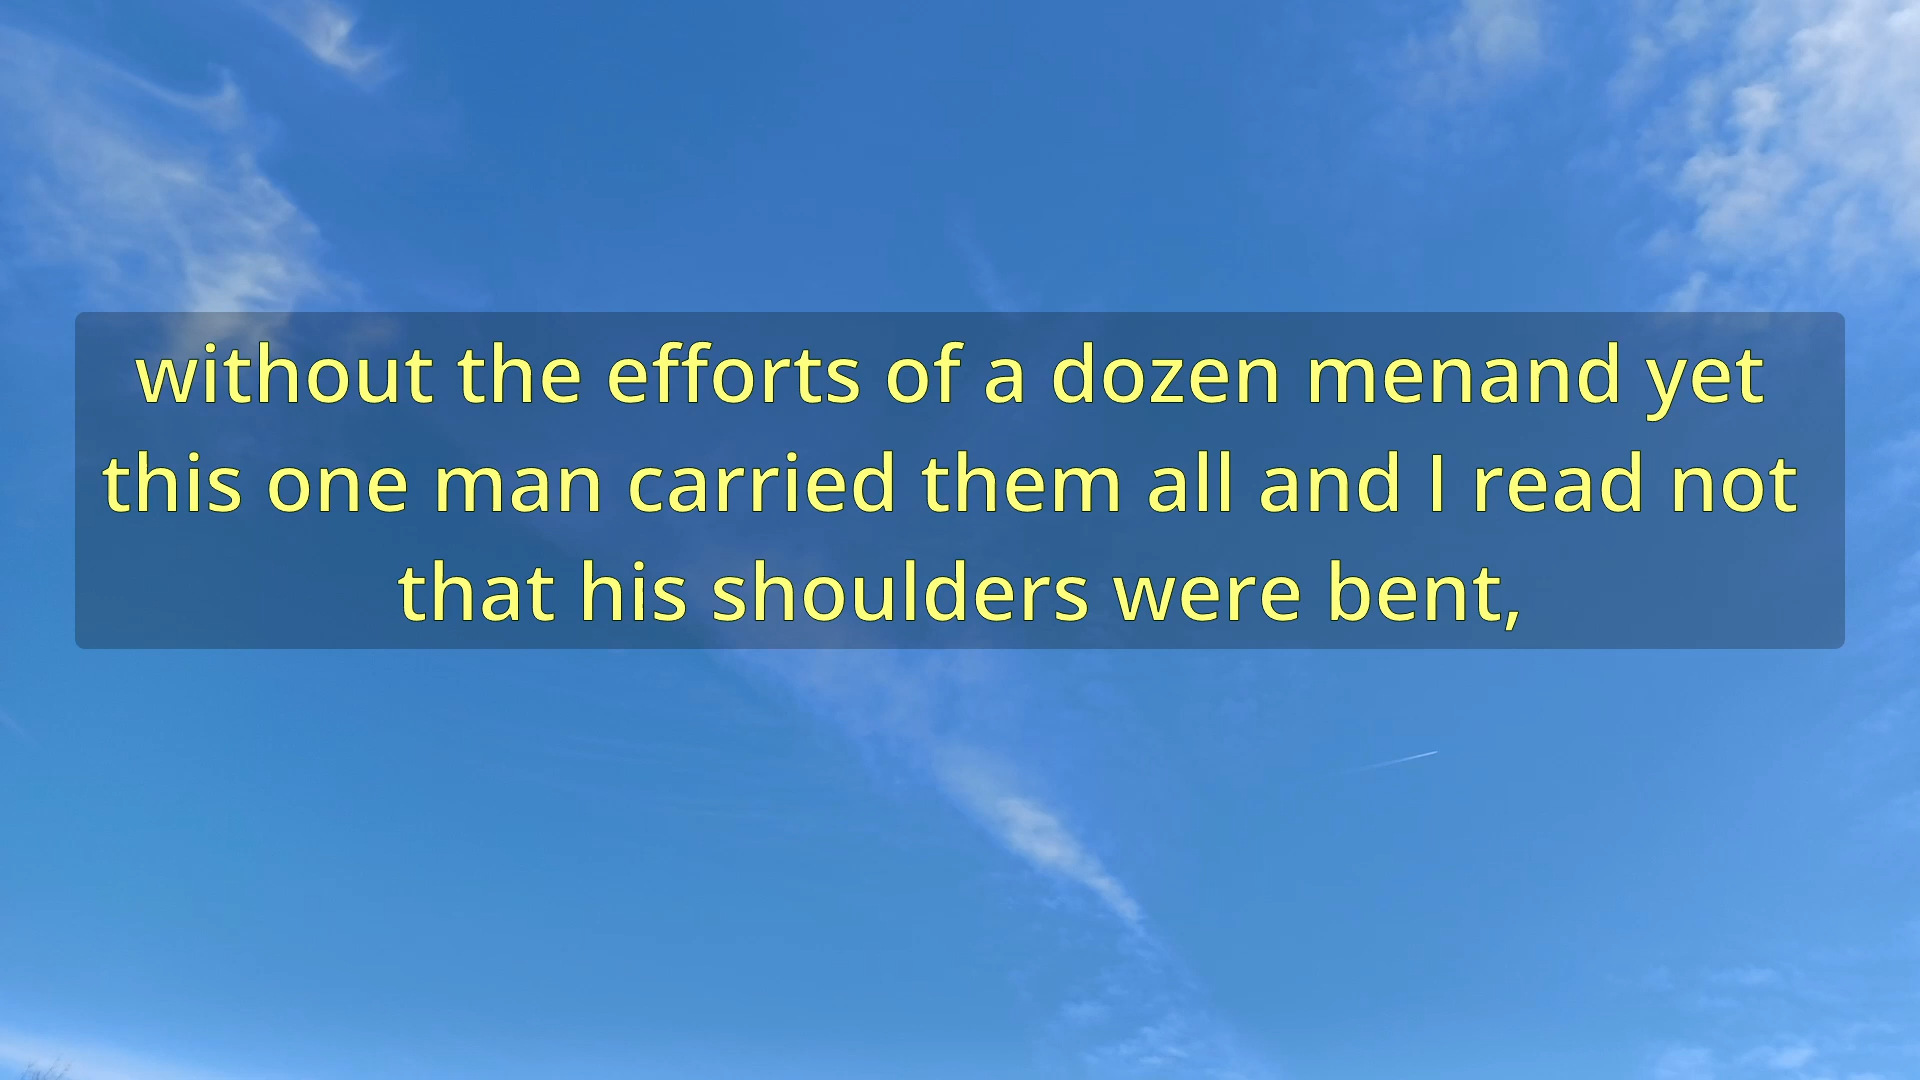 without the efforts of a dozen menand yet
this one man carried them all and I read not
that his shoulders were bent,